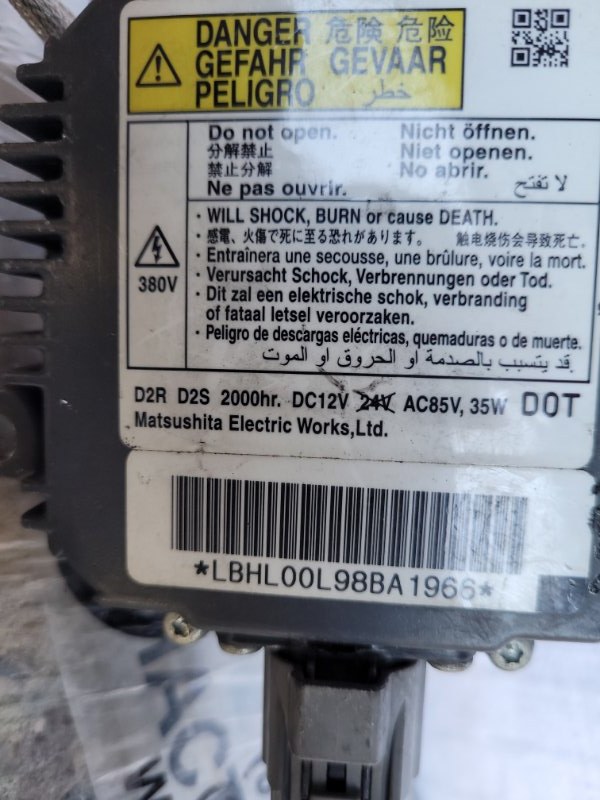 DANGER 危険 危险
GEFAHR GEVAAR
PELIGRO خطر
Do not open. Nicht öffnen.
分解禁止 Niet openen.
禁止分解 No abrir.
Ne pas ouvrir. لا تفتح
· WILL SHOCK, BURN or cause DEATH.
· 感電、火傷で死に至る恐れがあります。 触电烧伤会导致死亡.
· Entraînera une secousse, une brûlure, voire la mort.
· Verursacht Schock, Verbrennungen oder Tod.
· Dit zal een elektrische schok, verbranding
of fataal letsel veroorzaken.
· Peligro de descargas eléctricas, quemaduras o de muerte.
قد يتسبب بالصدمة او الحروق او الموت
380V
D2R D2S 2000hr. DC12V 24V AC85V, 35W DOT
Matsushita Electric Works,Ltd.
*LBHL00L98BA1966*